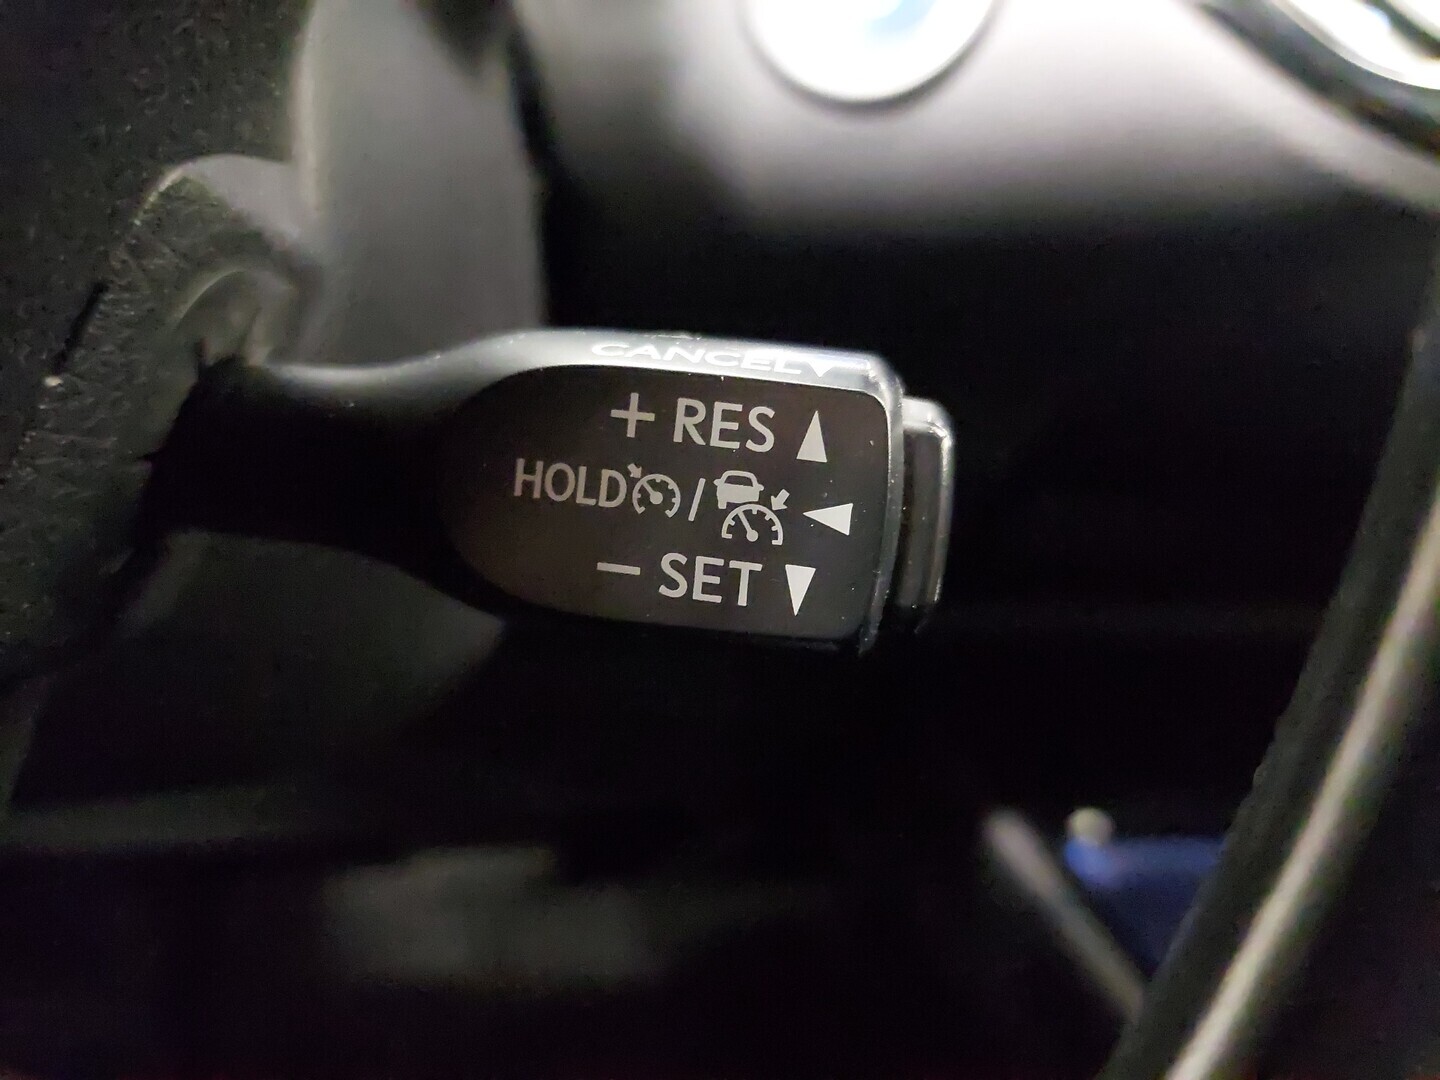 CANCEL
+ RES
HOLD /
− SET